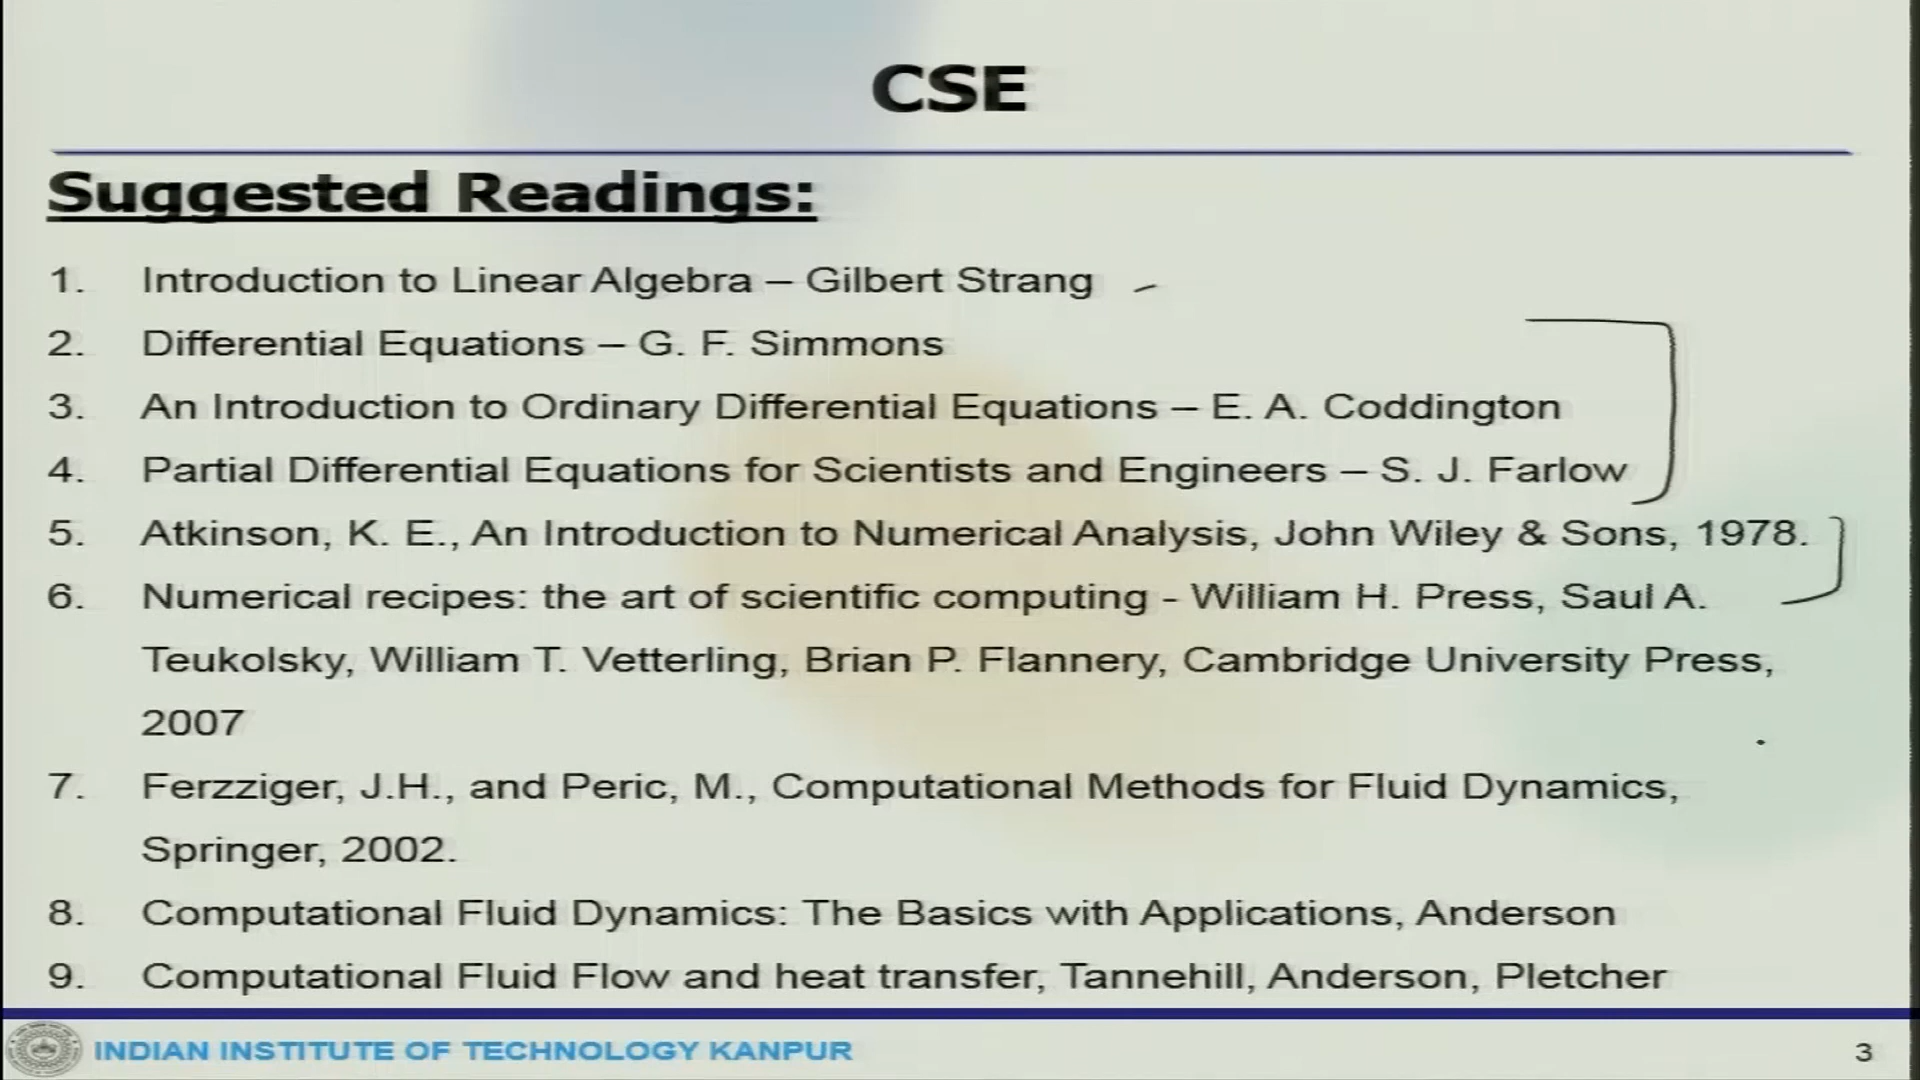 CSE
Suggested Readings:
1. Introduction to Linear Algebra – Gilbert Strang
2. Differential Equations – G. F. Simmons
3. An Introduction to Ordinary Differential Equations – E. A. Coddington
4. Partial Differential Equations for Scientists and Engineers – S. J. Farlow
5. Atkinson, K. E., An Introduction to Numerical Analysis, John Wiley & Sons, 1978.
6. Numerical recipes: the art of scientific computing - William H. Press, Saul A.
Teukolsky, William T. Vetterling, Brian P. Flannery, Cambridge University Press,
2007
7. Ferzziger, J.H., and Peric, M., Computational Methods for Fluid Dynamics,
Springer, 2002.
8. Computational Fluid Dynamics: The Basics with Applications, Anderson
9. Computational Fluid Flow and heat transfer, Tannehill, Anderson, Pletcher
INDIAN INSTITUTE OF TECHNOLOGY KANPUR
3